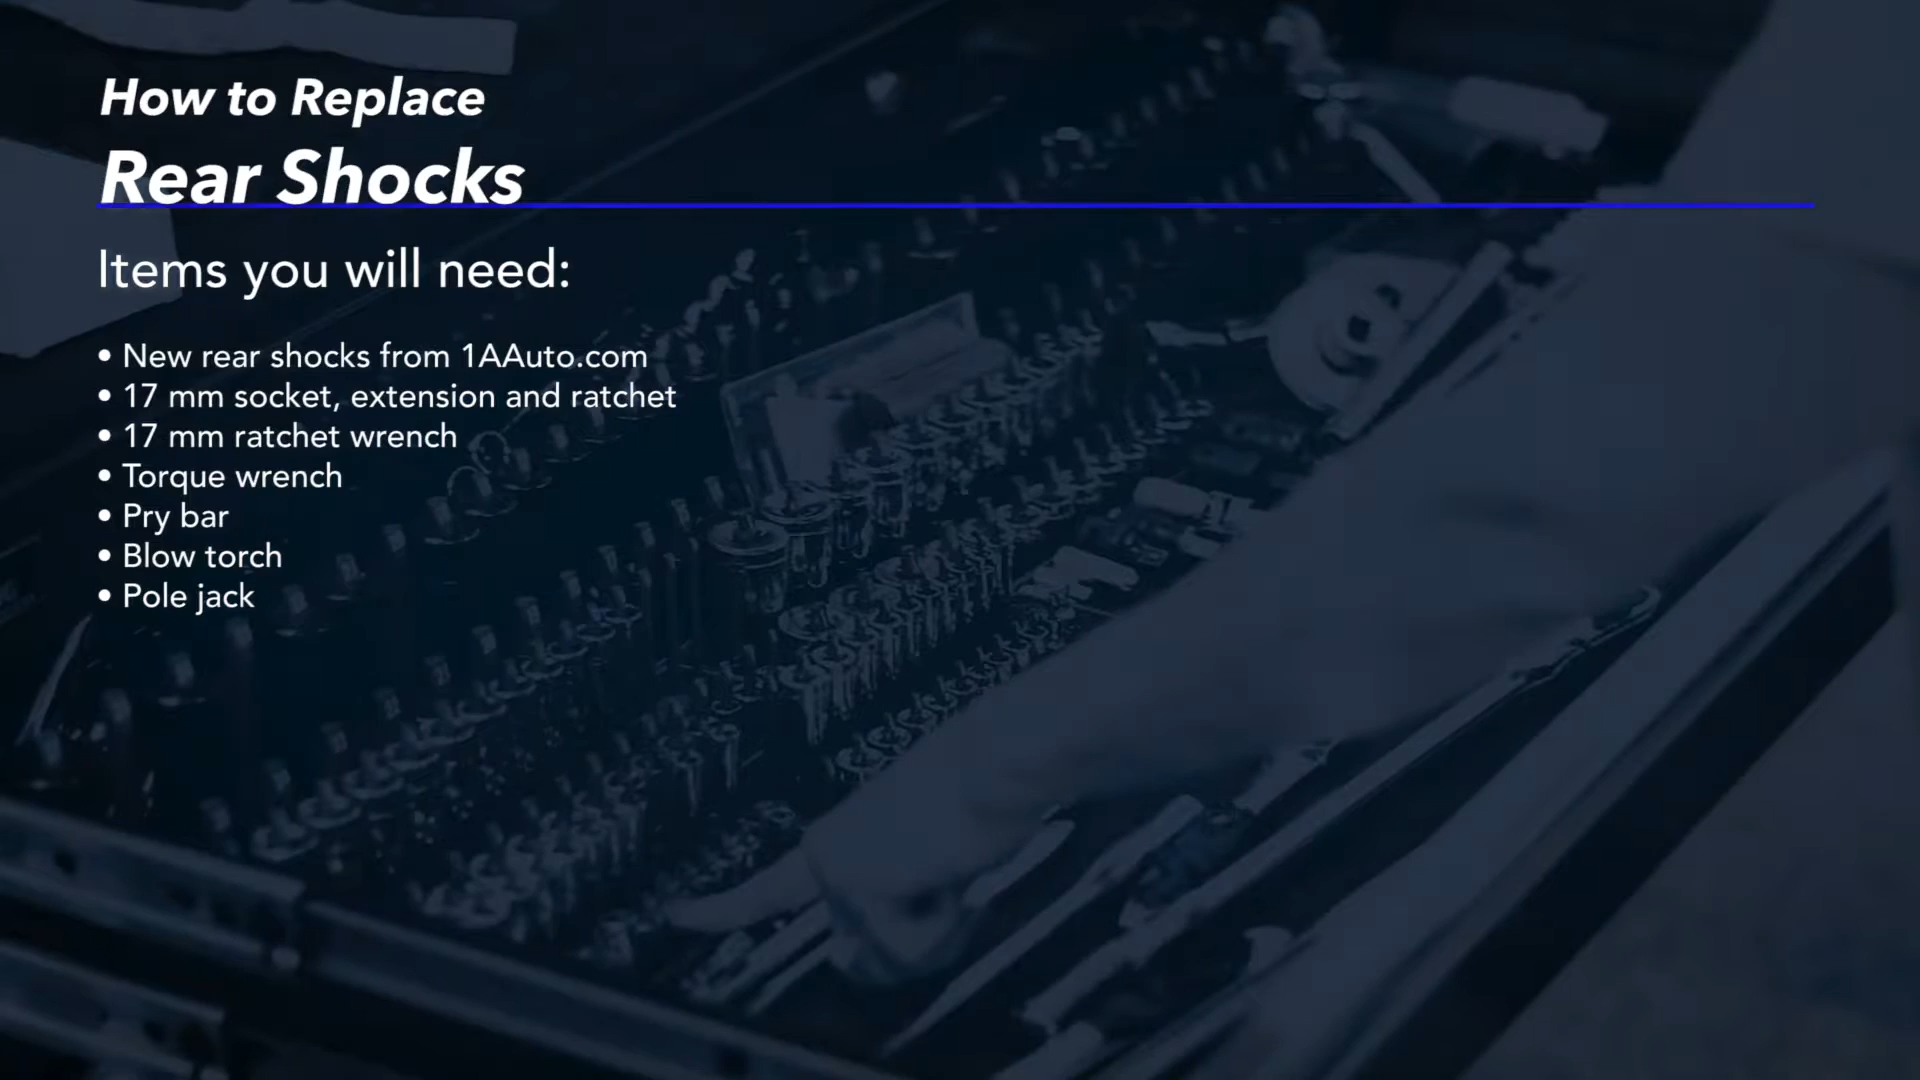 How to Replace
Rear Shocks
Items you will need:
• New rear shocks from 1AAuto.com
• 17 mm socket, extension and ratchet
• 17 mm ratchet wrench
• Torque wrench
• Pry bar
• Blow torch
• Pole jack